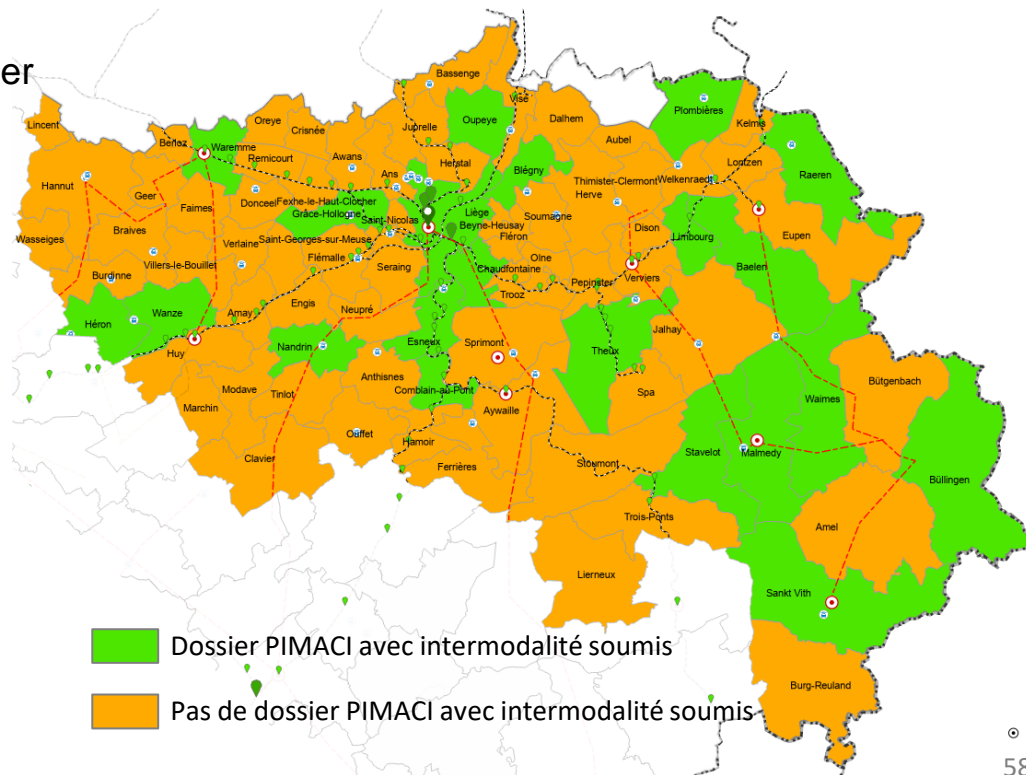 er
Bassenge
Lincent
Visé
Plombières
Oreye
Oupeye
Dalhem
Crisnée
Juprelle
Kelmis
Berloz
Waremme
Aubel
Remicourt
Awans
Herstal
Lontzen
Hannut
Ans
Blégny
Thimister-Clermont
Welkenraedt
Raeren
Geer
Herve
Donceel
Fexhe-le-Haut-Clocher
Faimes
Grâce-Hollogne
Liège
Soumagne
Saint-Nicolas
Beyne-Heusay
Dison
Limbourg
Braives
Fléron
Eupen
Wasseiges
Verlaine
Saint-Georges-sur-Meuse
Olne
Baelen
Villers-le-Bouillet
Flémalle
Seraing
Chaudfontaine
Burdinne
Pepinster
Verviers
Trooz
Engis
Neupré
Wanze
Amay
Héron
Jalhay
Esneux
Sprimont
Nandrin
Theux
Huy
Bütgenbach
Anthisnes
Modave
Comblain-au-Pont
Spa
Tinlot
Waimes
Marchin
Aywaille
Ouffet
Hamoir
Stavelot
Malmedy
Clavier
Ferrières
Stoumont
Büllingen
Trois-Ponts
Amel
Lierneux
Sankt Vith
Dossier PIMACI avec intermodalité soumis
Burg-Reuland
Pas de dossier PIMACI avec intermodalité soumis
58